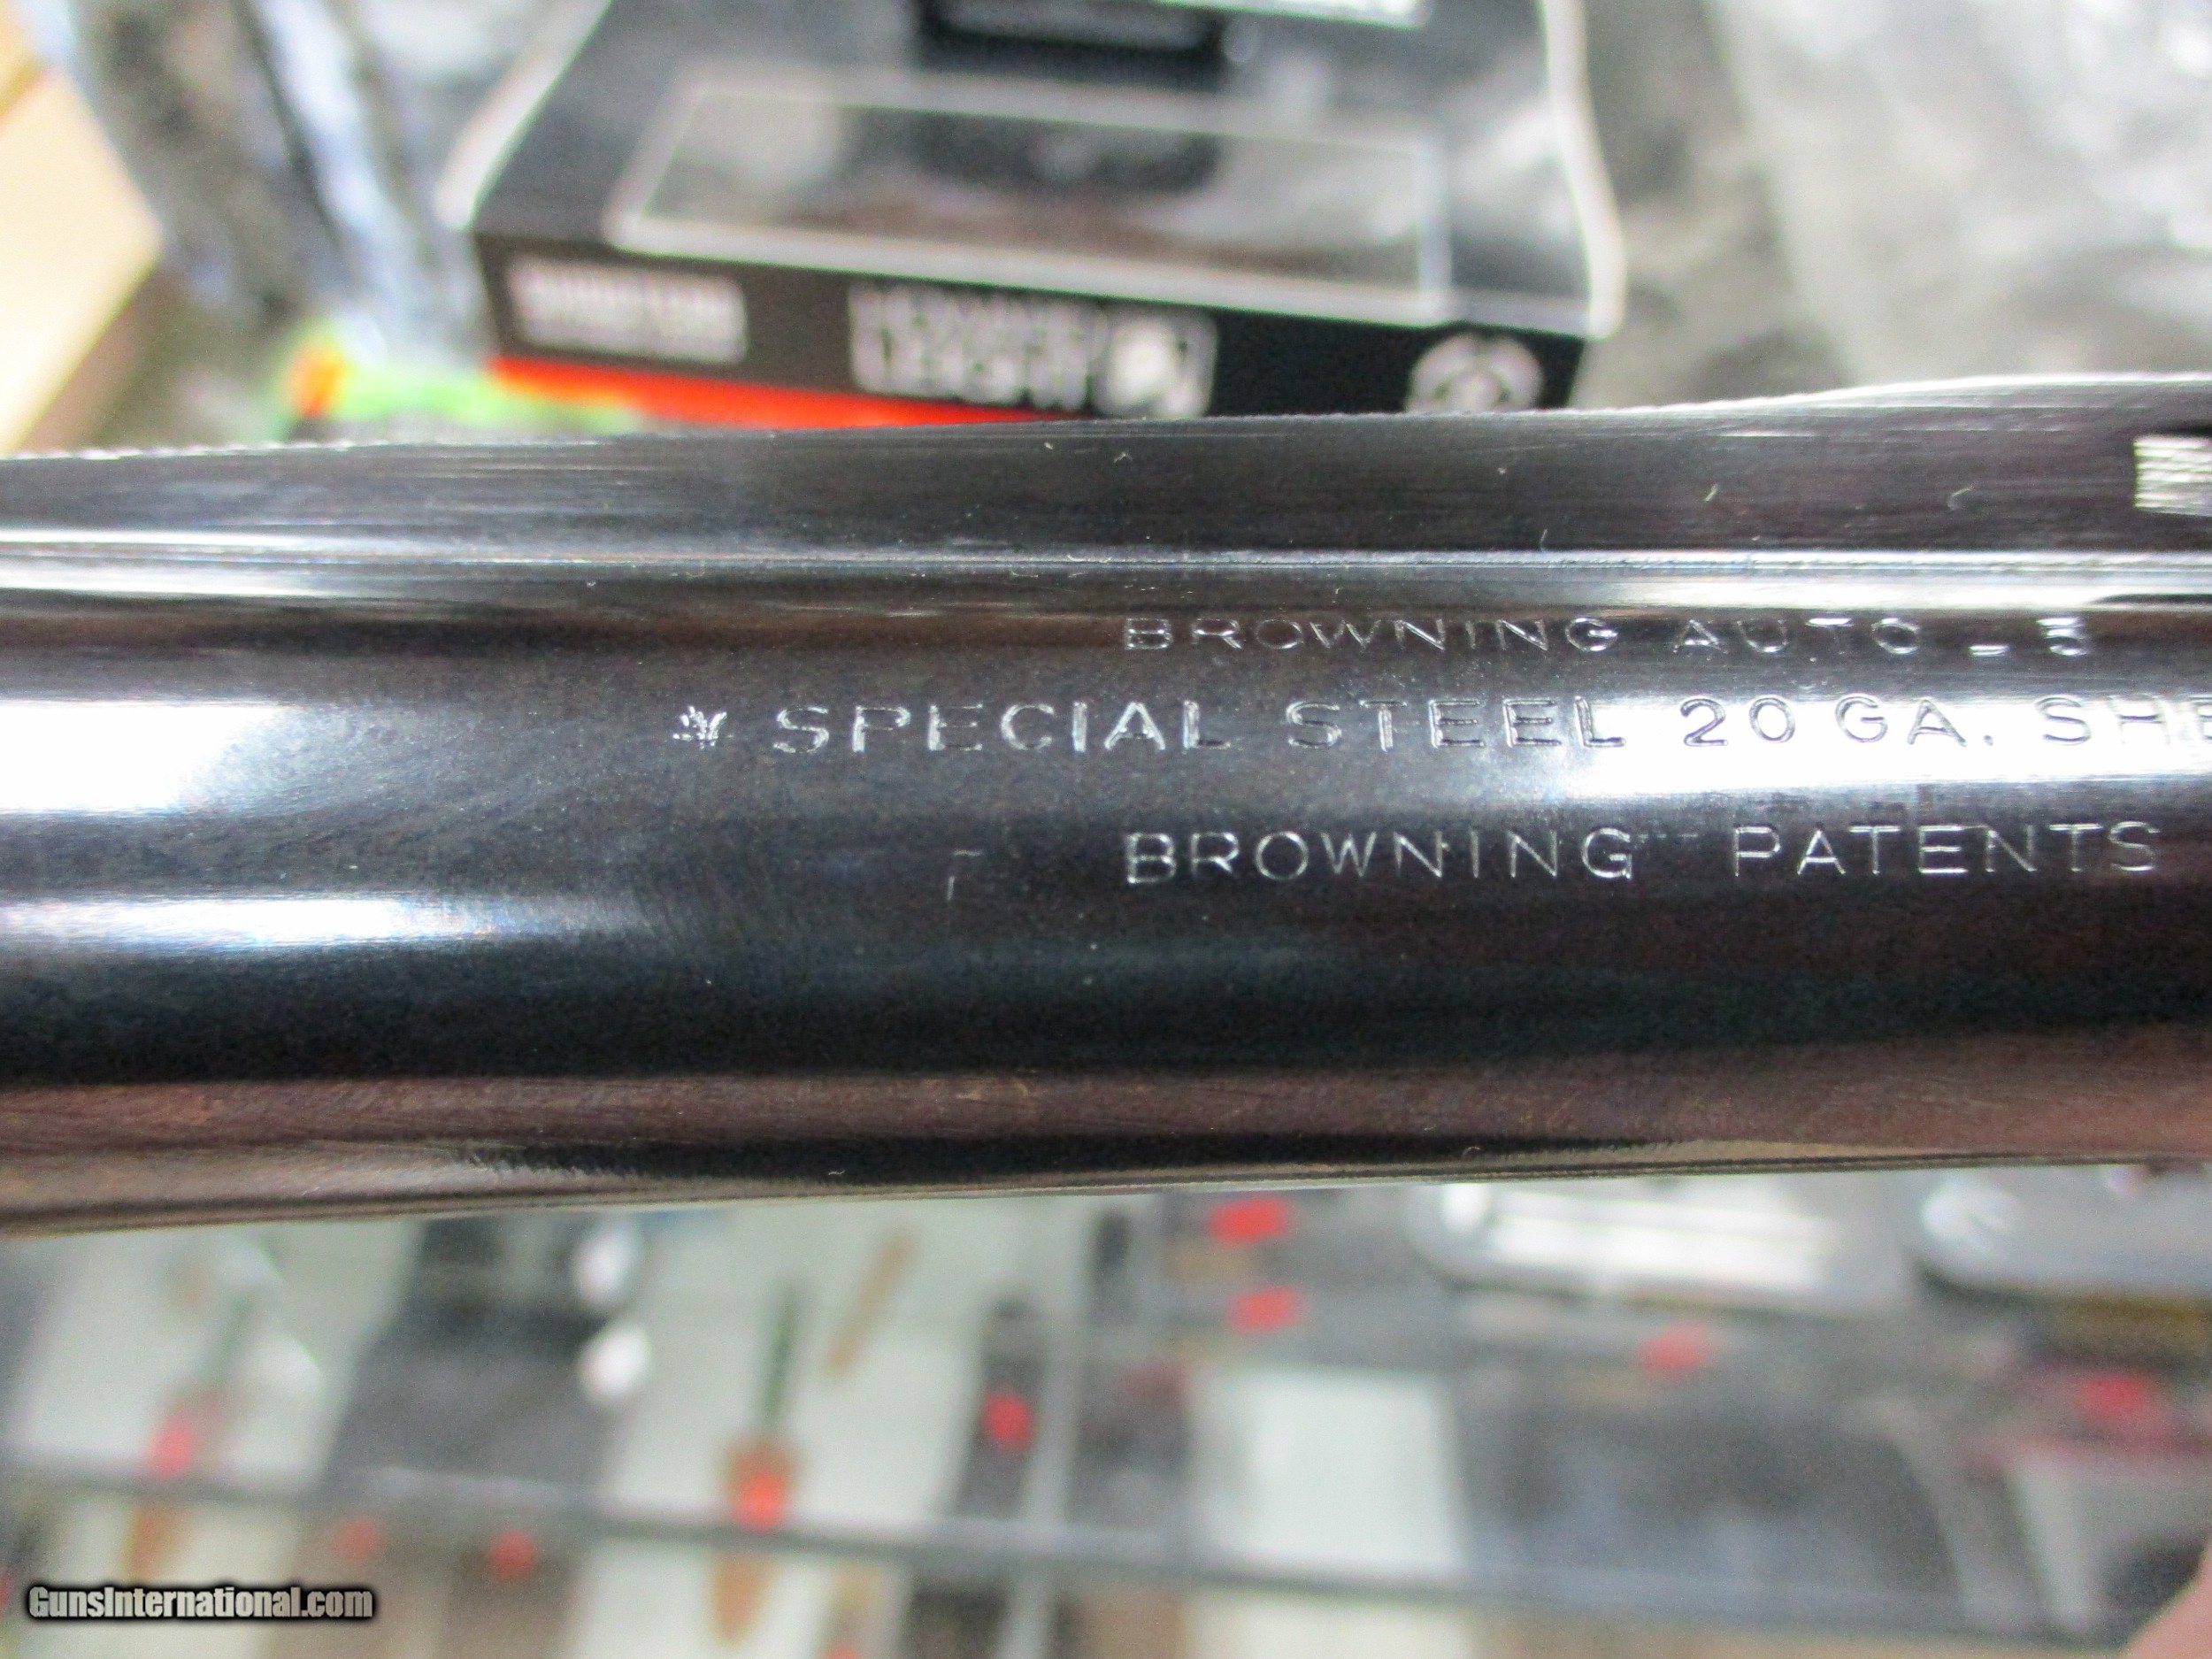 BROWNING AUTO - 5
* SPECIAL STEEL 20 GA. SHE
BROWNING PATENTS
GunsInternational.com